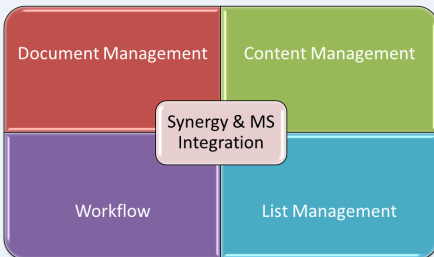 Document Management
Content Management
Synergy & MS
Integration
Workflow
List Management